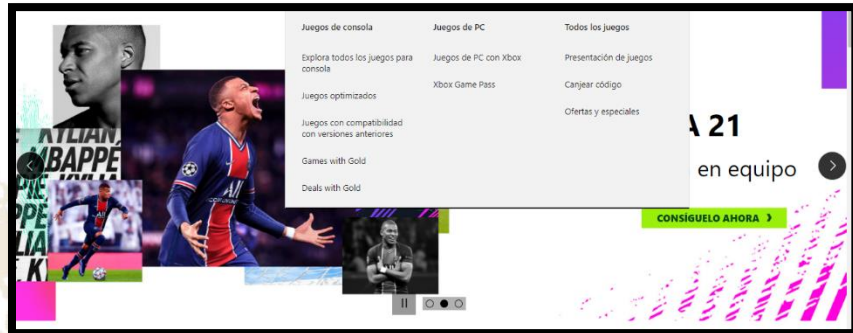 Juegos de consola
Juegos de PC
Todos los juegos
Explora todos los juegos para
consola
Juegos de PC con Xbox
Presentación de juegos
Juegos optimizados
Xbox Game Pass
Canjear código
Juegos con compatibilidad
con versiones anteriores
Ofertas y especiales
Games with Gold
Deals with Gold
A 21
en equipo
CONSÍGUELO AHORA
KYLIAN
MBAPPÉ